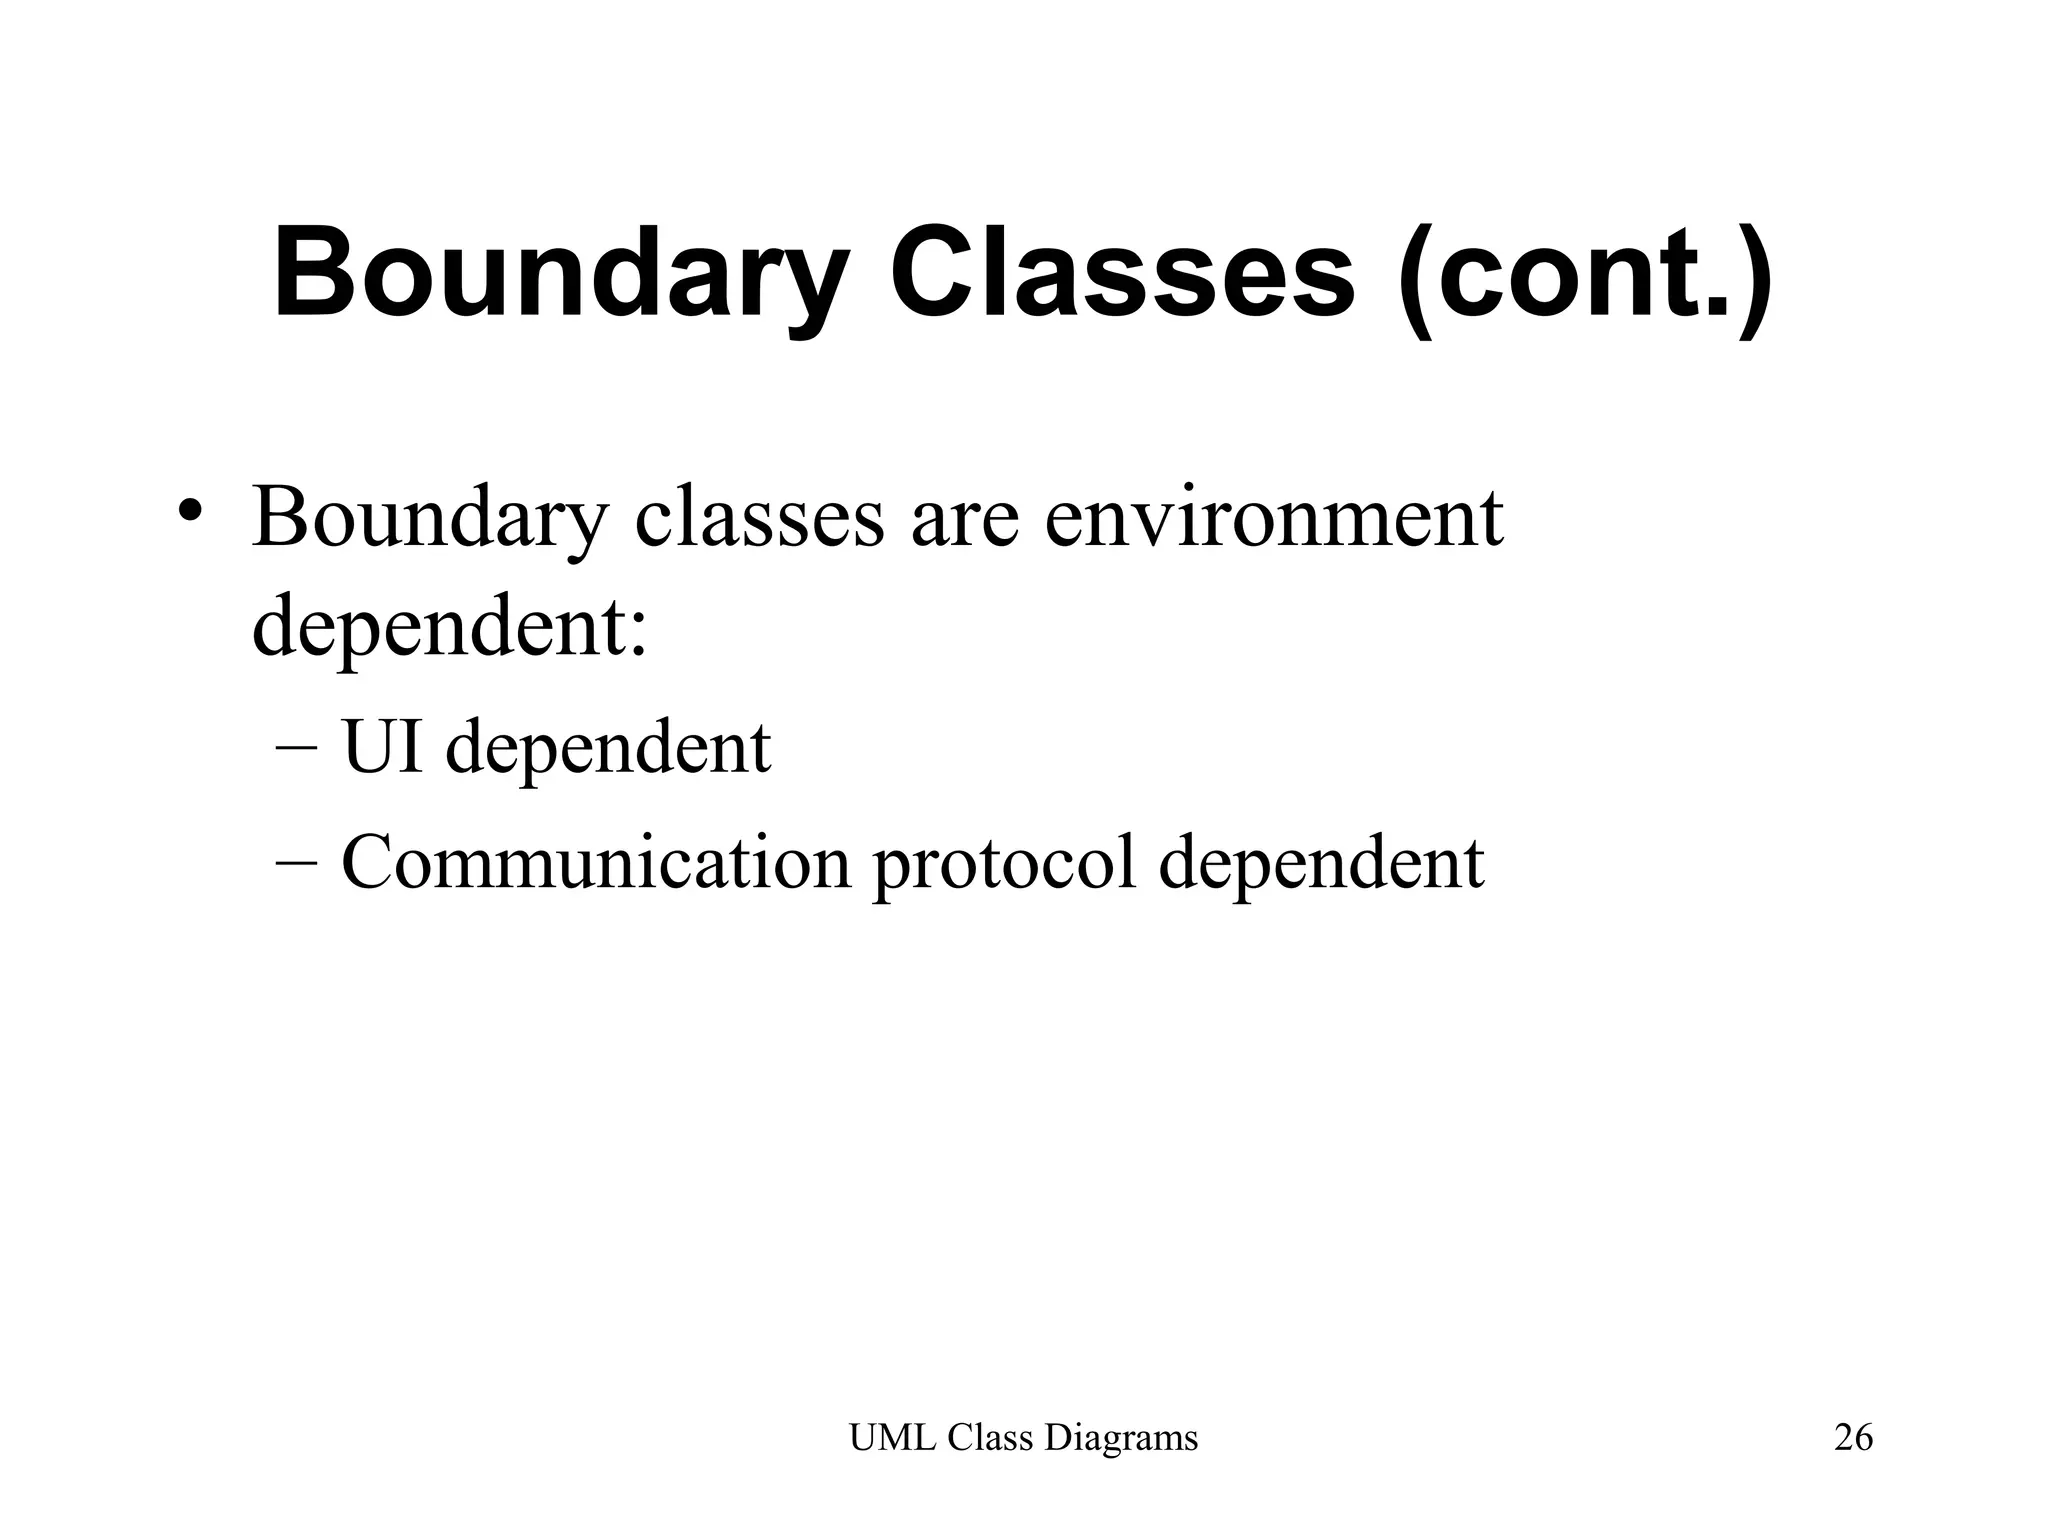 Boundary Classes (cont.)
• Boundary classes are environment
dependent:
– UI dependent
– Communication protocol dependent
UML Class Diagrams
26